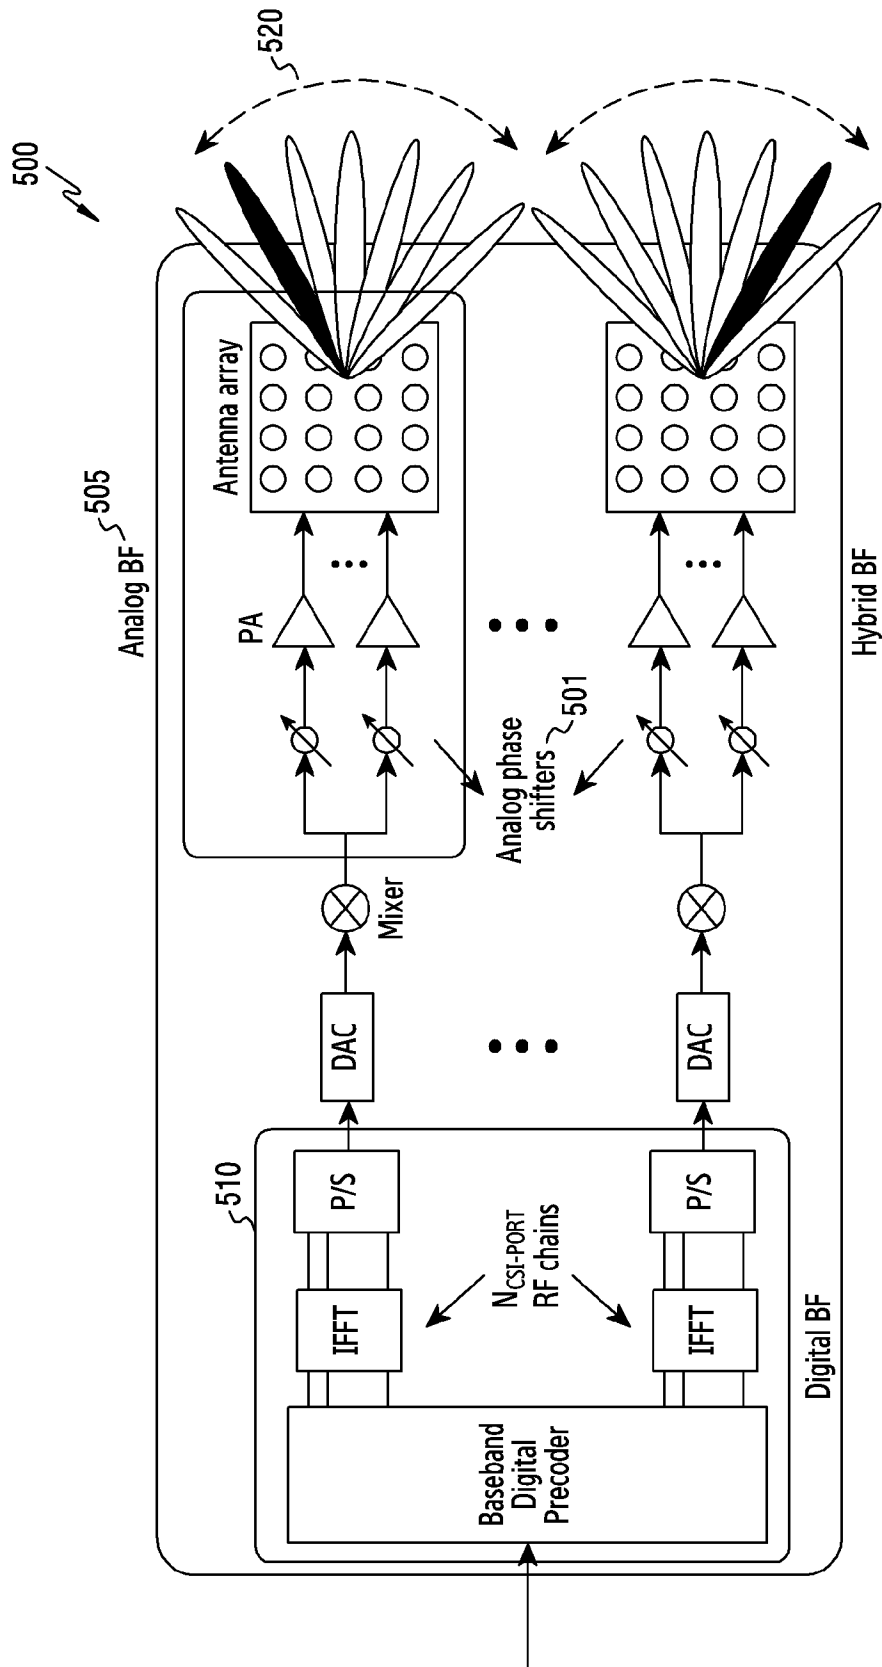 500
520
Analog BF
505
Antenna array
PA
Analog phase
shifters
501
Mixer
DAC
510
P/S
IFFT
N_CSI-PORT
RF chains
Baseband
Digital
Precoder
DAC
P/S
IFFT
Digital BF
Hybrid BF